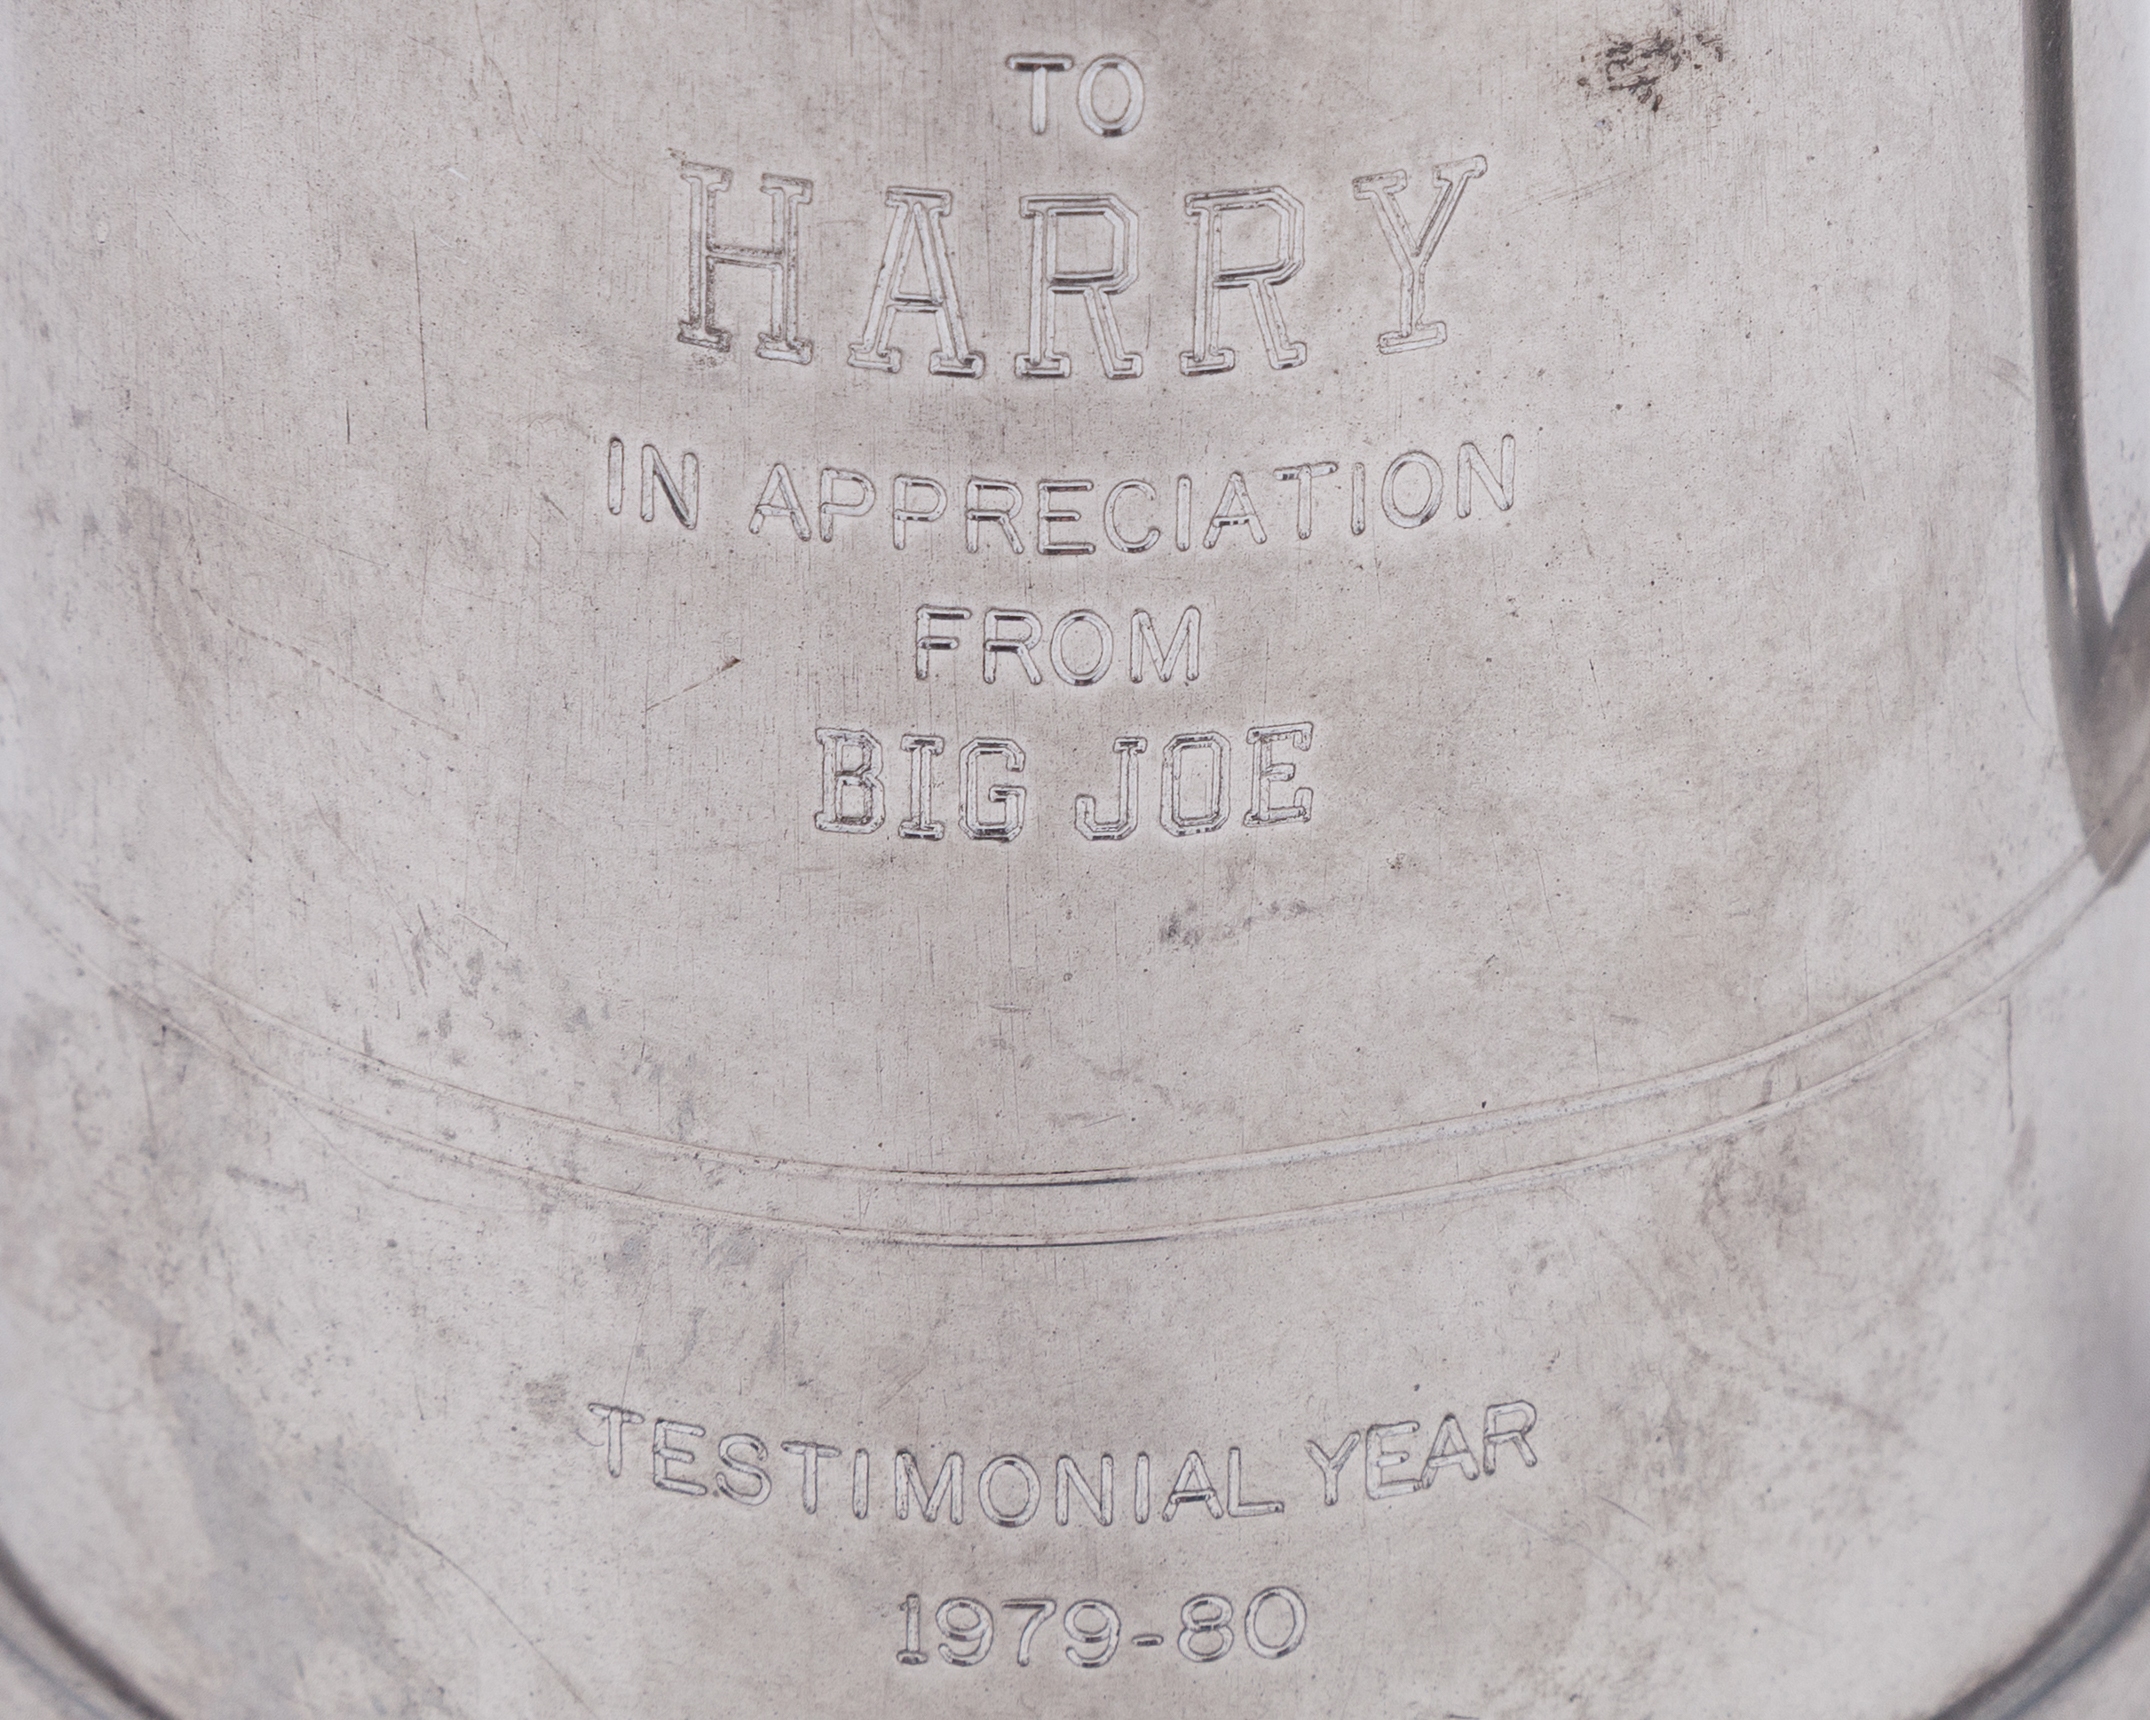 TO
HARRY
IN APPRECIATION
FROM
BIG JOE
TESTIMONIAL YEAR
1979-80